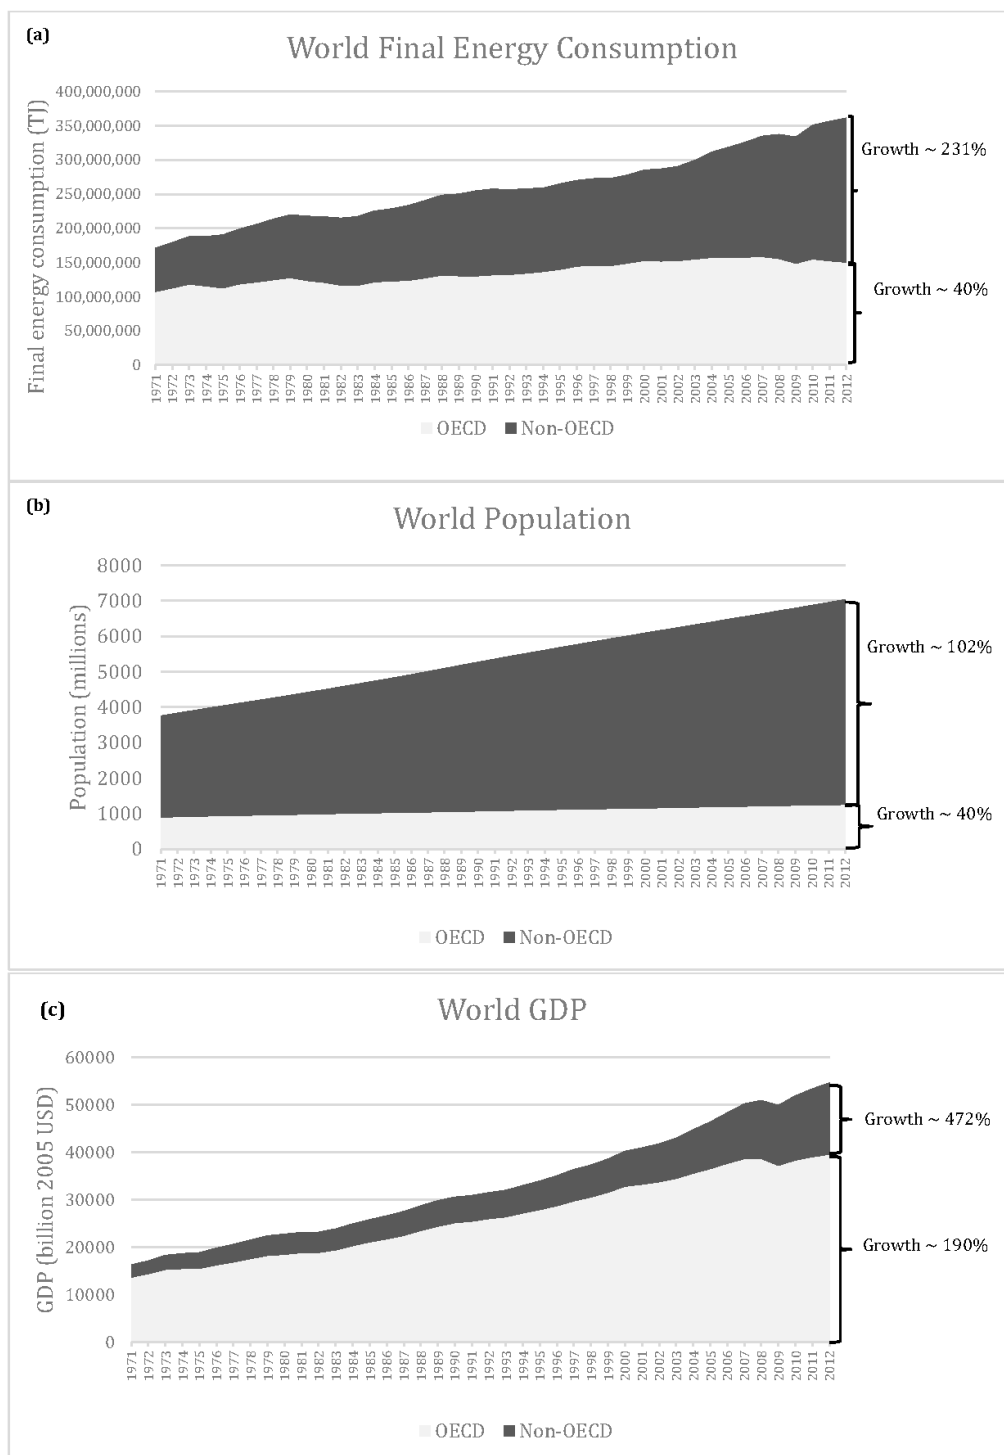 (a)
World Final Energy Consumption
Final energy consumption (TJ)
400,000,000
350,000,000
300,000,000
250,000,000
200,000,000
150,000,000
100,000,000
50,000,000
0
1971 1972 1973 1974 1975 1976 1977 1978 1979 1980 1981 1982 1983 1984 1985 1986 1987 1988 1989 1990 1991 1992 1993 1994 1995 1996 1997 1998 1999 2000 2001 2002 2003 2004 2005 2006 2007 2008 2009 2010 2011 2012
Growth ~ 231%
Growth ~ 40%
OECD Non-OECD
(b)
World Population
Population (millions)
8000
7000
6000
5000
4000
3000
2000
1000
0
1971 1972 1973 1974 1975 1976 1977 1978 1979 1980 1981 1982 1983 1984 1985 1986 1987 1988 1989 1990 1991 1992 1993 1994 1995 1996 1997 1998 1999 2000 2001 2002 2003 2004 2005 2006 2007 2008 2009 2010 2011 2012
Growth ~ 102%
Growth ~ 40%
OECD Non-OECD
(c)
World GDP
GDP (billion 2005 USD)
60000
50000
40000
30000
20000
10000
0
1971 1972 1973 1974 1975 1976 1977 1978 1979 1980 1981 1982 1983 1984 1985 1986 1987 1988 1989 1990 1991 1992 1993 1994 1995 1996 1997 1998 1999 2000 2001 2002 2003 2004 2005 2006 2007 2008 2009 2010 2011 2012
Growth ~ 472%
Growth ~ 190%
OECD Non-OECD